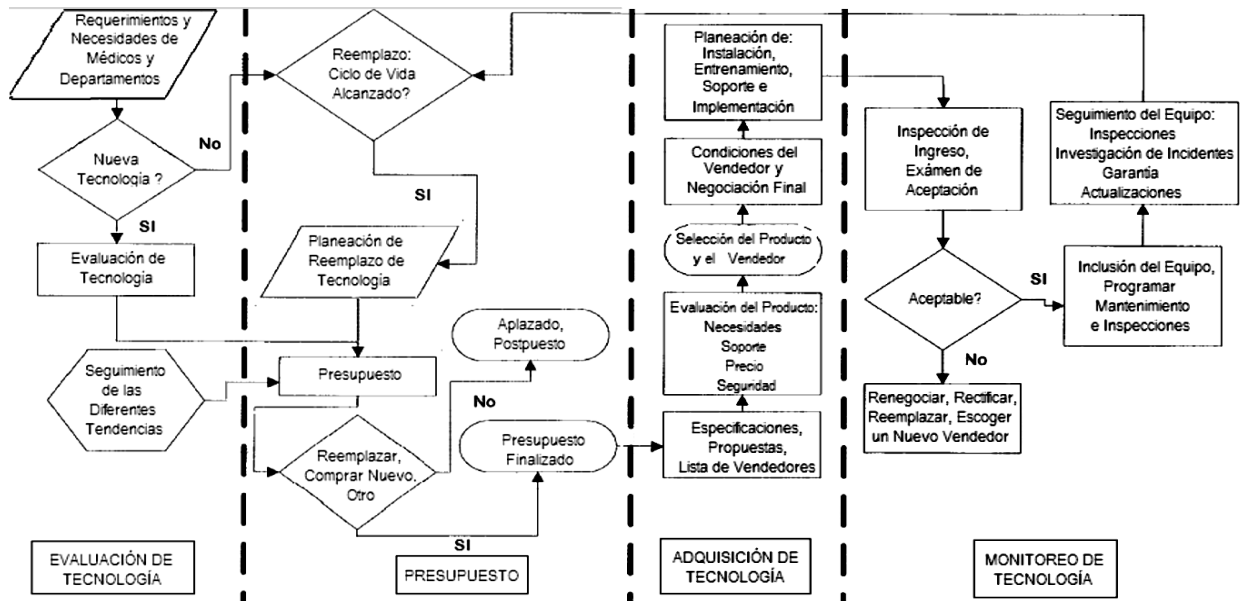 Requerimientos y
Necesidades de
Médicos y
Departamentos
No
Nueva
Tecnología ?
SI
Evaluación de
Tecnología
Seguimiento
de las
Diferentes
Tendencias
EVALUACIÓN DE
TECNOLOGÍA
Reemplazo:
Ciclo de Vida
Alcanzado?
SI
Planeación de
Reemplazo de
Tecnología
Aplazado,
Postpuesto
Presupuesto
No
Reemplazar,
Comprar Nuevo,
Otro
Presupuesto
Finalizado
SI
PRESUPUESTO
Planeación de:
Instalación,
Entrenamiento,
Soporte e
Implementación
Condiciones del
Vendedor y
Negociación Final
Selección del Producto
y el Vendedor
Evaluación del Producto:
Necesidades
Soporte
Precio
Seguridad
Especificaciones,
Propuestas,
Lista de Vendedores
ADQUISICIÓN DE
TECNOLOGÍA
Inspección de
Ingreso,
Exámen de
Aceptación
Aceptable?
SI
No
Renegociar, Rectificar,
Reemplazar, Escoger
un Nuevo Vendedor
Seguimiento del Equipo:
Inspecciones
Investigación de Incidentes
Garantía
Actualizaciones
Inclusión del Equipo,
Programar
Mantenimiento
e Inspecciones
MONITOREO DE
TECNOLOGÍA